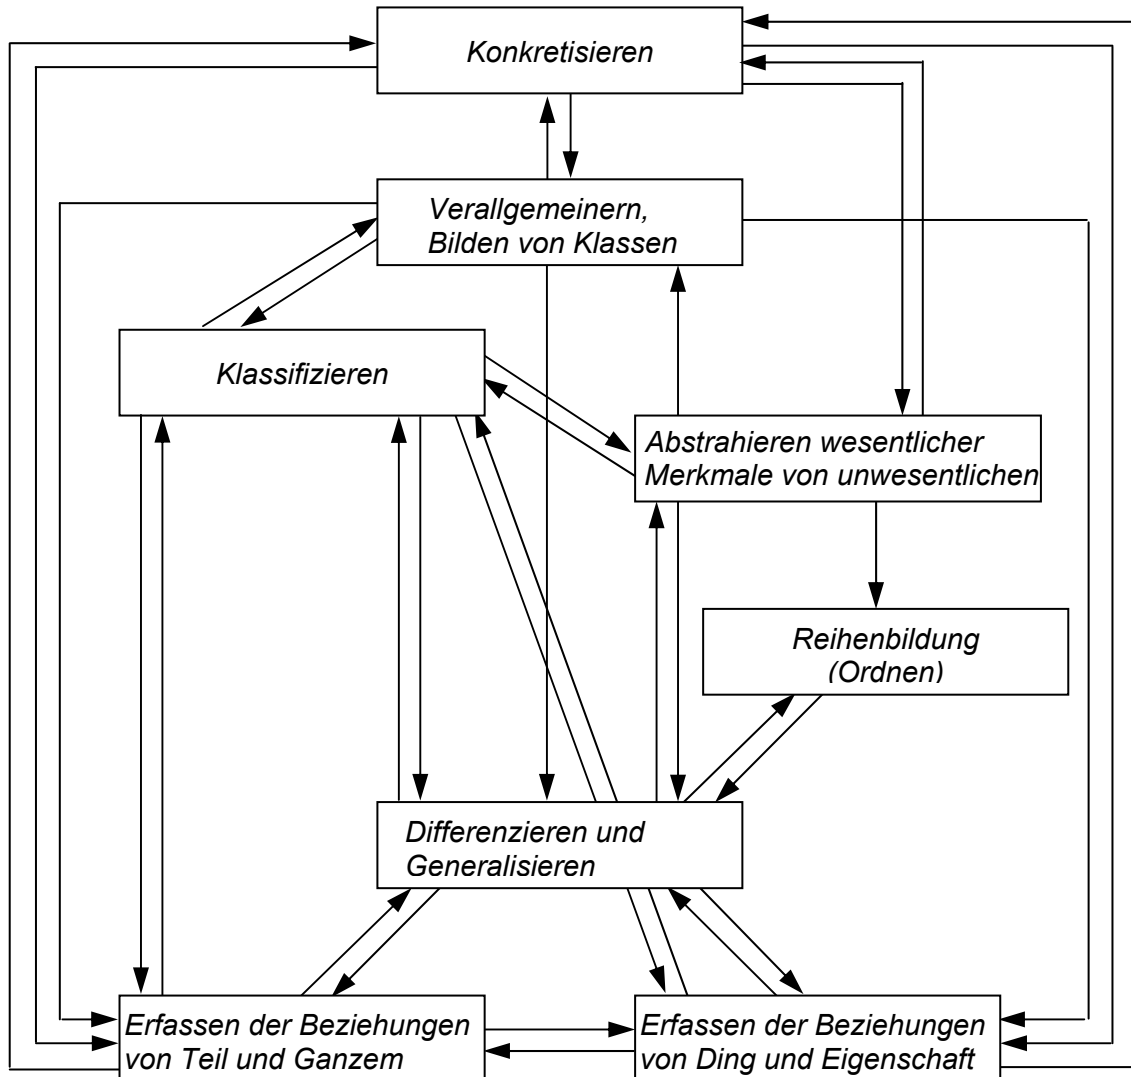 Konkretisieren
Verallgemeinern,
Bilden von Klassen
Klassifizieren
Abstrahieren wesentlicher
Merkmale von unwesentlichen
Reihenbildung
(Ordnen)
Differenzieren und
Generalisieren
Erfassen der Beziehungen
von Teil und Ganzem
Erfassen der Beziehungen
von Ding und Eigenschaft